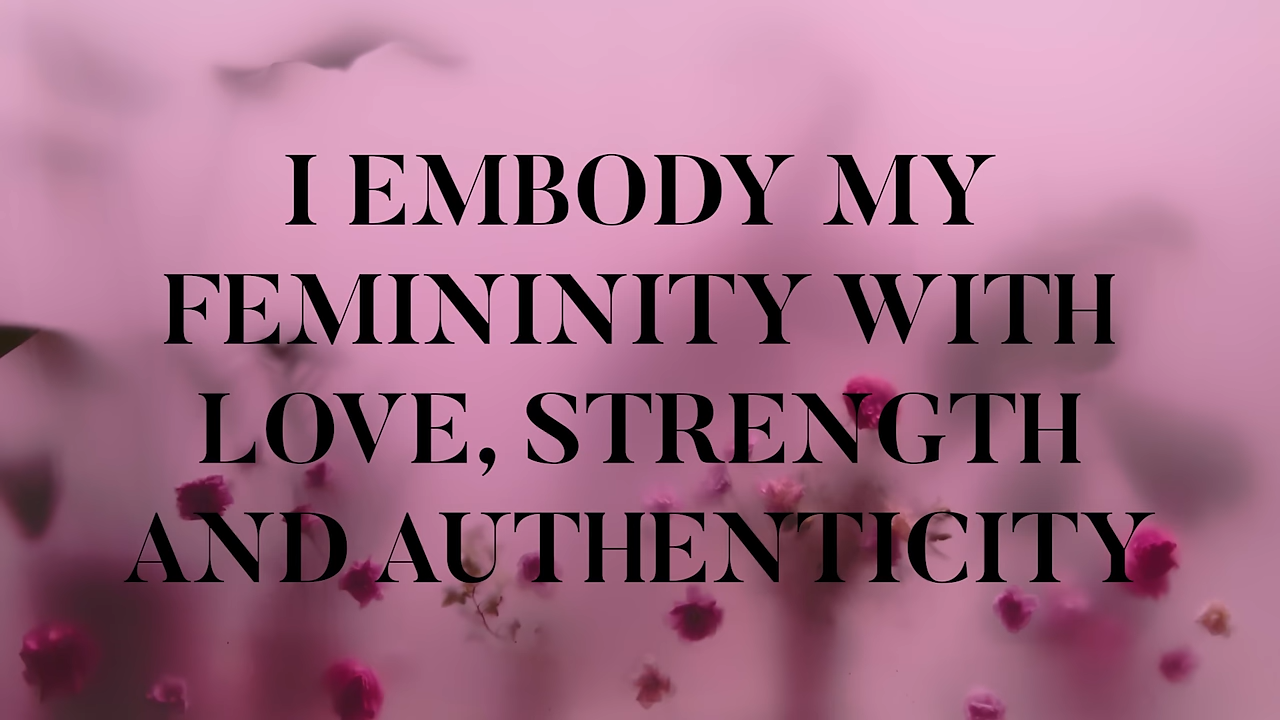 I EMBODY MY
FEMININITY WITH
LOVE, STRENGTH
AND AUTHENTICITY